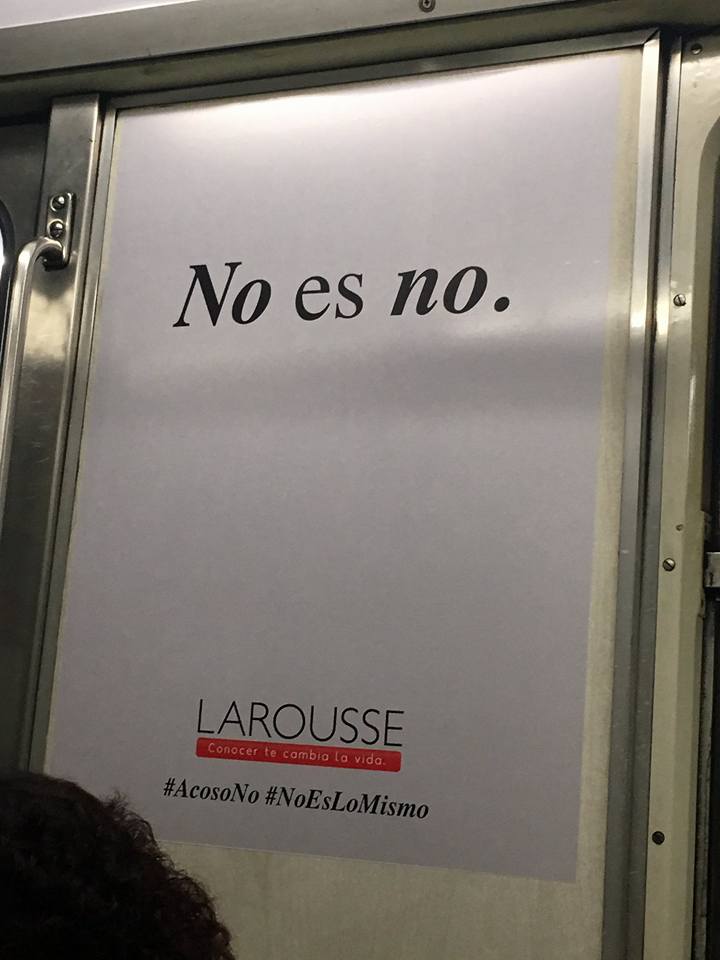 No es no.
LAROUSSE
Conocer te cambia la vida.
#AcosoNo #NoEsLoMismo